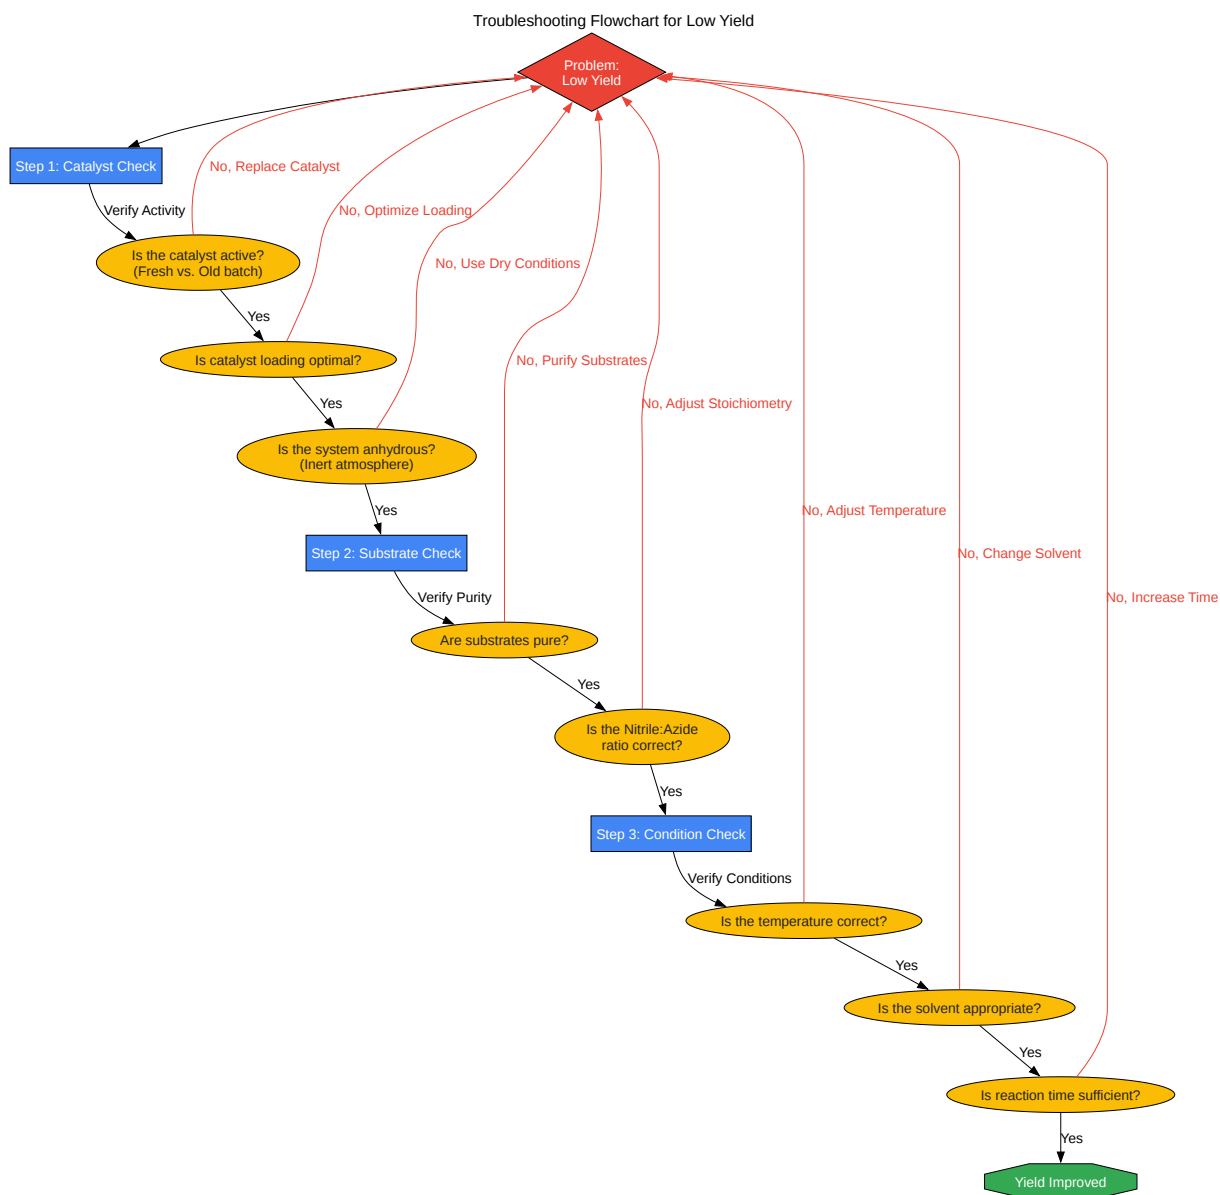 Troubleshooting Flowchart for Low Yield
Problem:
Low Yield
Step 1: Catalyst Check
No, Replace Catalyst
Verify Activity
No, Optimize Loading
Is the catalyst active?
(Fresh vs. Old batch)
No, Use Dry Conditions
Yes
Is catalyst loading optimal?
No, Purify Substrates
Yes
No, Adjust Stoichiometry
Is the system anhydrous?
(Inert atmosphere)
Yes
No, Adjust Temperature
Step 2: Substrate Check
No, Change Solvent
Verify Purity
No, Increase Time
Are substrates pure?
Yes
Is the Nitrile:Azide
ratio correct?
Yes
Step 3: Condition Check
Verify Conditions
Is the temperature correct?
Yes
Is the solvent appropriate?
Yes
Is reaction time sufficient?
Yes
Yield Improved